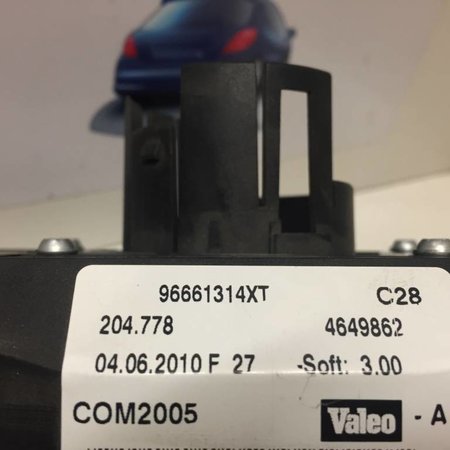 96661314XT C28
204.778 4649862
04.06.2010 F 27 -Soft: 3.00
COM2005 Valeo - A